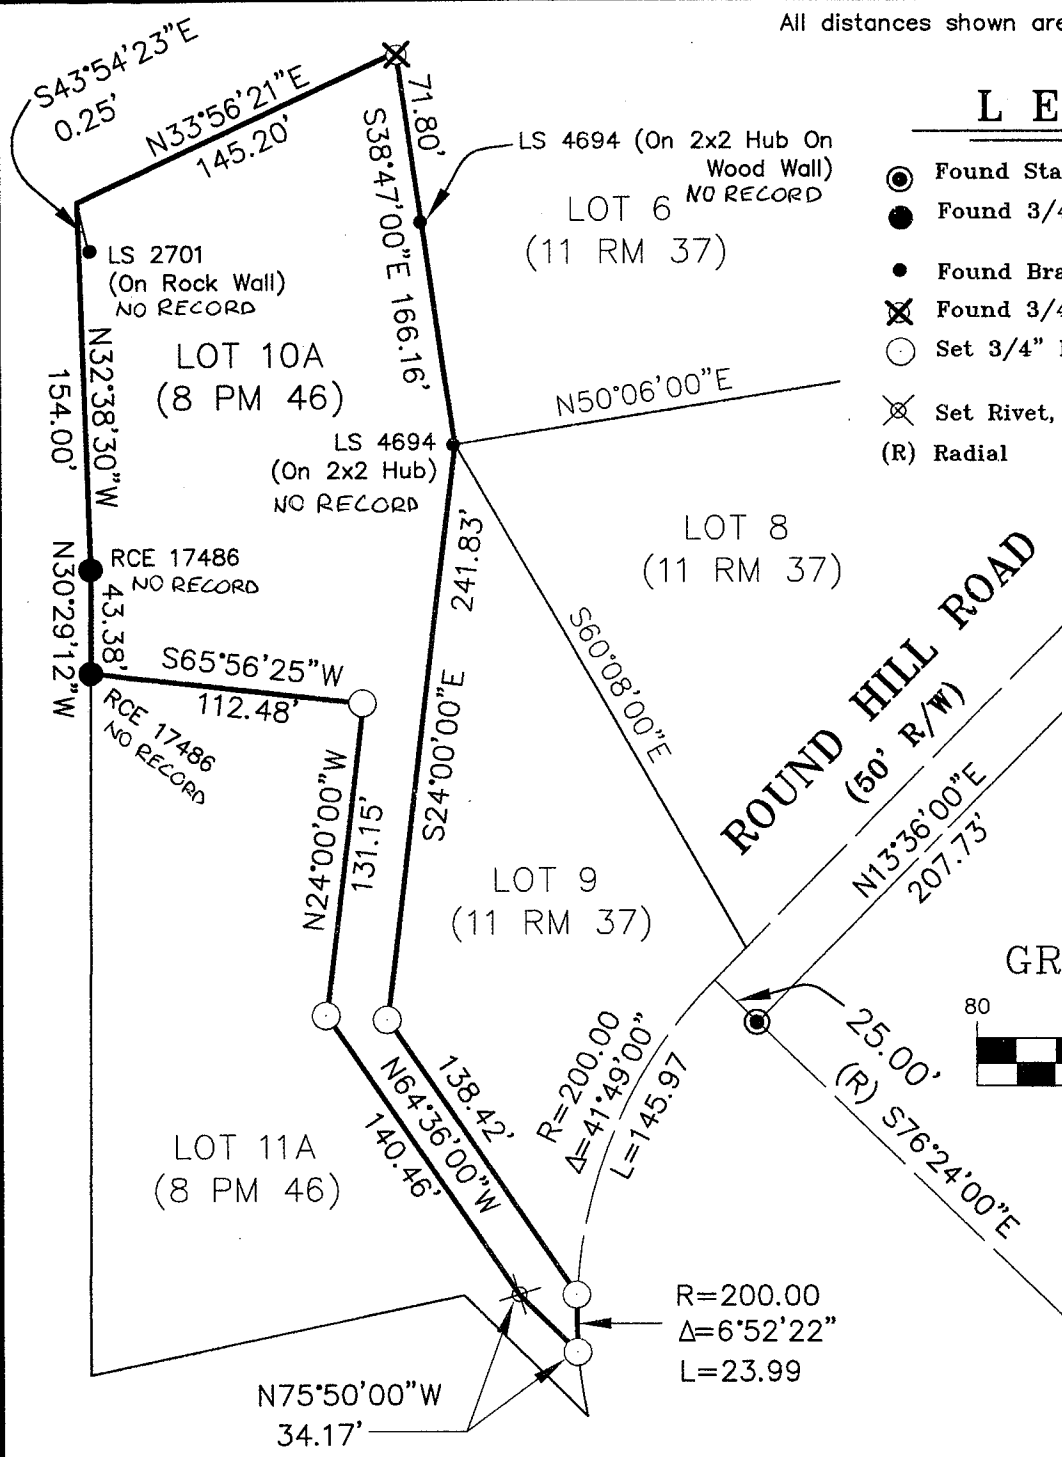 All distances shown are
S43°54'23"E
0.25'
N33°56'21"E
145.20'
71.80'
S38°47'00"E 166.16'
LS 4694 (On 2x2 Hub On
Wood Wall)
NO RECORD
LOT 6
(11 RM 37)
L E
Found Sta
Found 3/4
Found Bra
Found 3/4
Set 3/4"
Set Rivet,
(R) Radial
LS 2701
(On Rock Wall)
NO RECORD
N32°38'30"W
154.00'
LOT 10A
(8 PM 46)
N50°06'00"E
LS 4694
(On 2x2 Hub)
NO RECORD
LOT 8
(11 RM 37)
RCE 17486
NO RECORD
N30°29'12"W
43.38'
241.83'
S24°00'00"E
S60°08'00"E
ROUND HILL ROAD
(50' R/W)
S65°56'25"W
112.48'
RCE 17486
NO RECORD
N24°00'00"W
131.15'
N13°36'00"E
207.73'
LOT 9
(11 RM 37)
GR
80
25.00'
(R) S76°24'00"E
R=200.00
Δ=41°49'00"
L=145.97
138.42'
N64°36'00"W
140.46'
LOT 11A
(8 PM 46)
R=200.00
Δ=6°52'22"
L=23.99
N75°50'00"W
34.17'